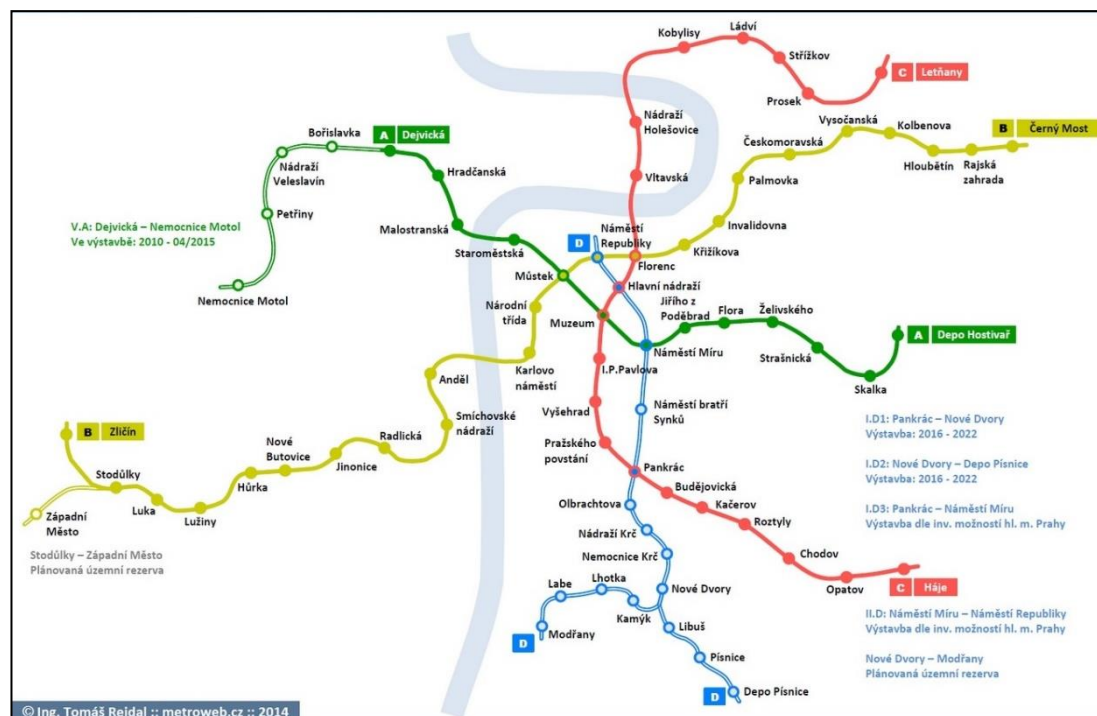 Kobylisy
Ládví
Střížkov
C Letňany
Prosek
Nádraží
Holešovice
Vysočanská
Kolbenova
B Černý Most
Bořislavka
A Dejvická
Českomoravská
Hloubětín
Rajská
zahrada
Nádraží
Veleslavín
Hradčanská
Vltavská
Palmovka
Petřiny
V.A: Dejvická – Nemocnice Motol
Ve výstavbě: 2010 - 04/2015
Malostranská
Staroměstská
Invalidovna
D
Náměstí
Republiky
Křižíkova
Florenc
Můstek
Nemocnice Motol
Hlavní nádraží
Národní
třída
Jiřího z
Poděbrad
Flora
Želivského
Muzeum
A Depo Hostivař
Náměstí Míru
Strašnická
I.P.Pavlova
Karlovo
náměstí
Anděl
Skalka
Vyšehrad
Náměstí bratří
Synků
Smíchovské
nádraží
I.D1: Pankrác – Nové Dvory
Výstavba: 2016 - 2022
B Zličín
Nové
Butovice
Radlická
Pražského
povstání
Jinonice
Pankrác
I.D2: Nové Dvory – Depo Písnice
Výstavba: 2016 - 2022
Stodůlky
Hůrka
Budějovická
Luka
Lužiny
Olbrachtova
Kačerov
I.D3: Pankrác – Náměstí Míru
Výstavba dle inv. možností hl. m. Prahy
Západní
Město
Roztyly
Nádraží Krč
Stodůlky – Západní Město
Plánovaná územní rezerva
Nemocnice Krč
Chodov
Labe
Lhotka
Nové Dvory
Opatov
C Háje
Kamýk
II.D: Náměstí Míru – Náměstí Republiky
Výstavba dle inv. možností hl. m. Prahy
Modřany
D
Libuš
Písnice
Nové Dvory – Modřany
Plánovaná územní rezerva
D
Depo Písnice
© Ing. Tomáš Rejdal :: metroweb.cz :: 2014